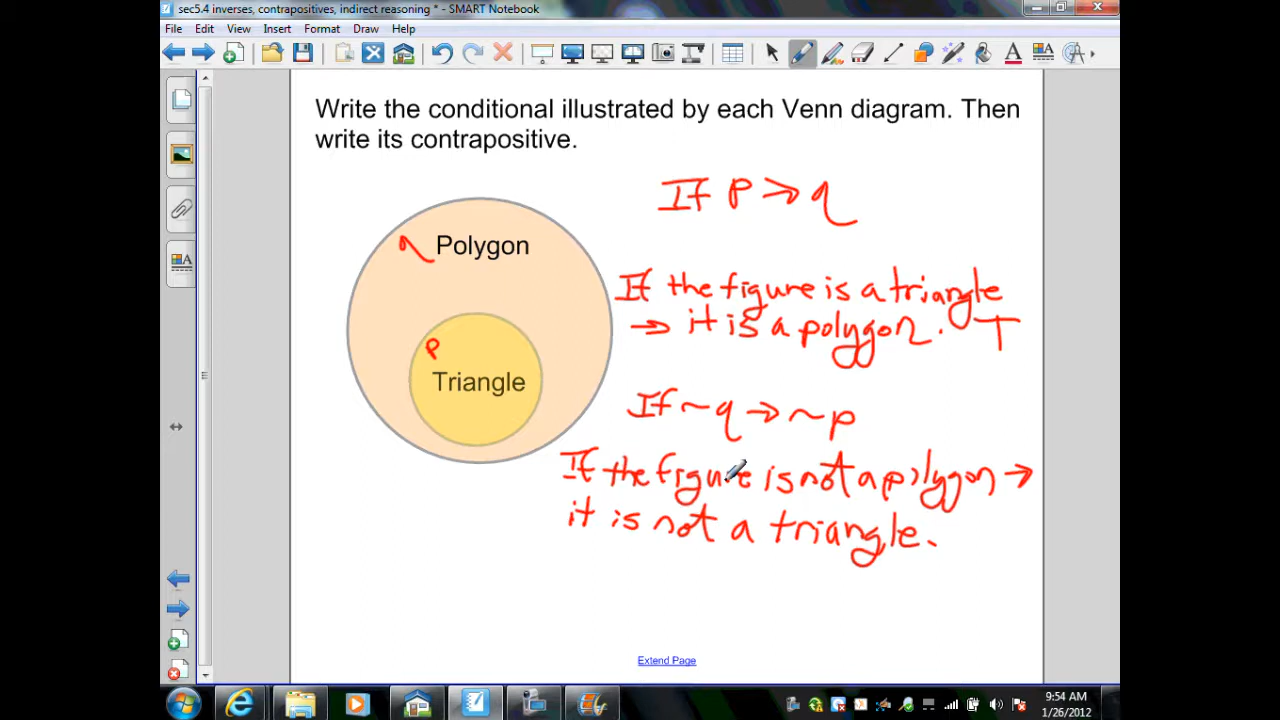 sec5.4 inverses, contrapositives, indirect reasoning * - SMART Notebook
File Edit View Insert Format Draw Help
Write the conditional illustrated by each Venn diagram. Then
write its contrapositive.
If p → q
q Polygon
If the figure is a triangle
→ it is a polygon. T
p
Triangle
If ~q → ~p
If the figure is not a polygon →
it is not a triangle.
Extend Page
9:54 AM
1/26/2012